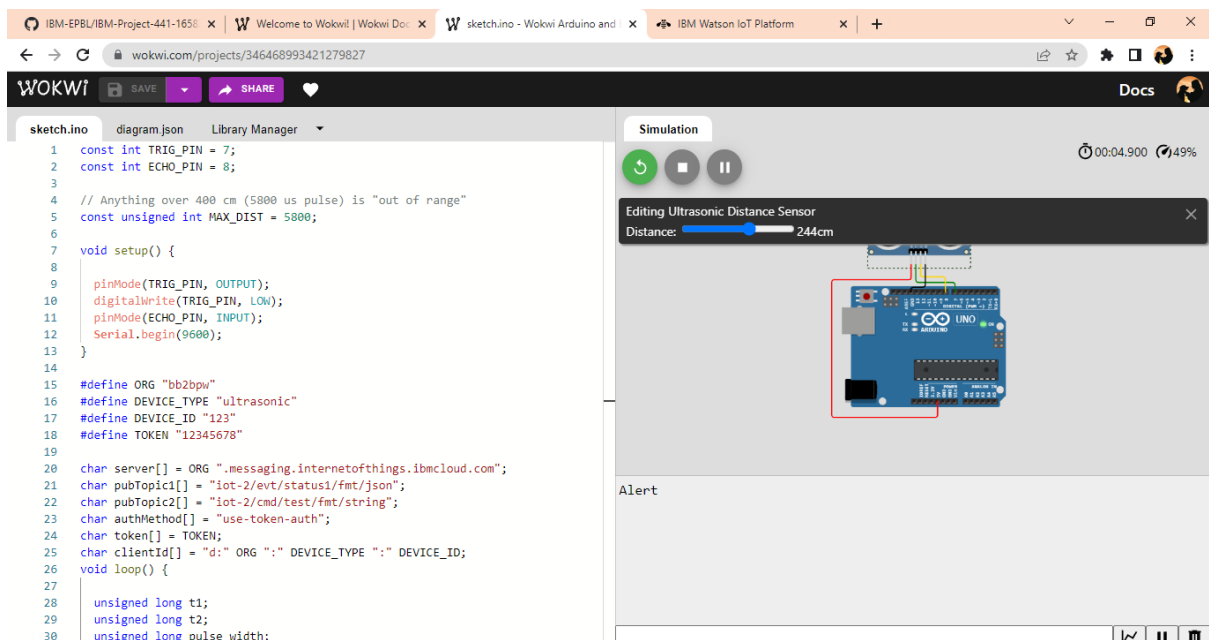 IBM-EPBL/IBM-Project-441-1658
Welcome to Wokwi! | Wokwi Doc
sketch.ino - Wokwi Arduino and
IBM Watson IoT Platform
wokwi.com/projects/346468993421279827
WOKWI
SAVE
SHARE
Docs
sketch.ino diagram.json Library Manager
1 const int TRIG_PIN = 7;
2 const int ECHO_PIN = 8;
3
4 // Anything over 400 cm (5800 us pulse) is "out of range"
5 const unsigned int MAX_DIST = 5800;
6
7 void setup() {
8
9 pinMode(TRIG_PIN, OUTPUT);
10 digitalWrite(TRIG_PIN, LOW);
11 pinMode(ECHO_PIN, INPUT);
12 Serial.begin(9600);
13 }
14
15 #define ORG "bb2bpw"
16 #define DEVICE_TYPE "ultrasonic"
17 #define DEVICE_ID "123"
18 #define TOKEN "12345678"
19
20 char server[] = ORG ".messaging.internetofthings.ibmcloud.com";
21 char pubTopic1[] = "iot-2/evt/status1/fmt/json";
22 char pubTopic2[] = "iot-2/cmd/test/fmt/string";
23 char authMethod[] = "use-token-auth";
24 char token[] = TOKEN;
25 char clientId[] = "d:" ORG ":" DEVICE_TYPE ":" DEVICE_ID;
26 void loop() {
27
28 unsigned long t1;
29 unsigned long t2;
30 unsigned long pulse_width;
Simulation
00:04.900 49%
Editing Ultrasonic Distance Sensor
Distance: 244cm
UNO
ARDUINO
Alert